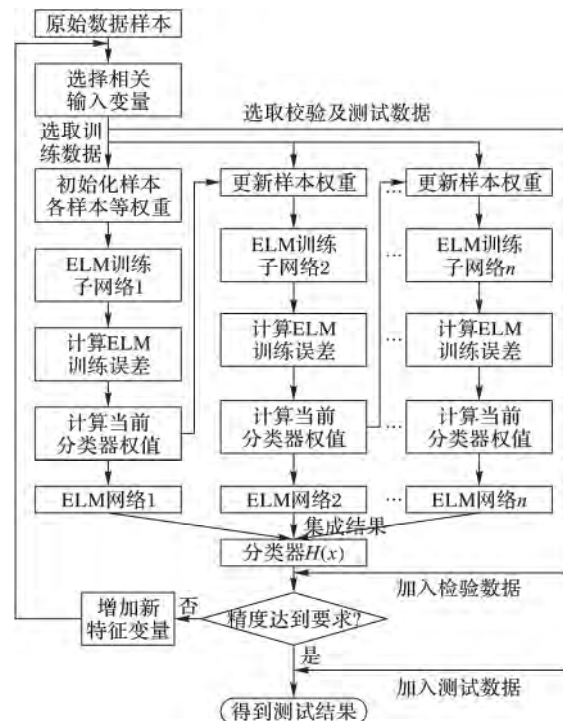 原始数据样本
选择相关
输入变量
选取校验及测试数据
选取训
练数据
初始化样本
各样本等权重
更新样本权重
...
更新样本权重
ELM训练
子网络1
ELM训练
子网络2
...
ELM训练
子网络n
计算ELM
训练误差
计算ELM
训练误差
...
计算ELM
训练误差
计算当前
分类器权值
计算当前
分类器权值
...
计算当前
分类器权值
ELM网络1
ELM网络2
...
ELM网络n
集成结果
分类器H(x)
加入检验数据
增加新
特征变量
否
精度达到要求?
是
加入测试数据
得到测试结果